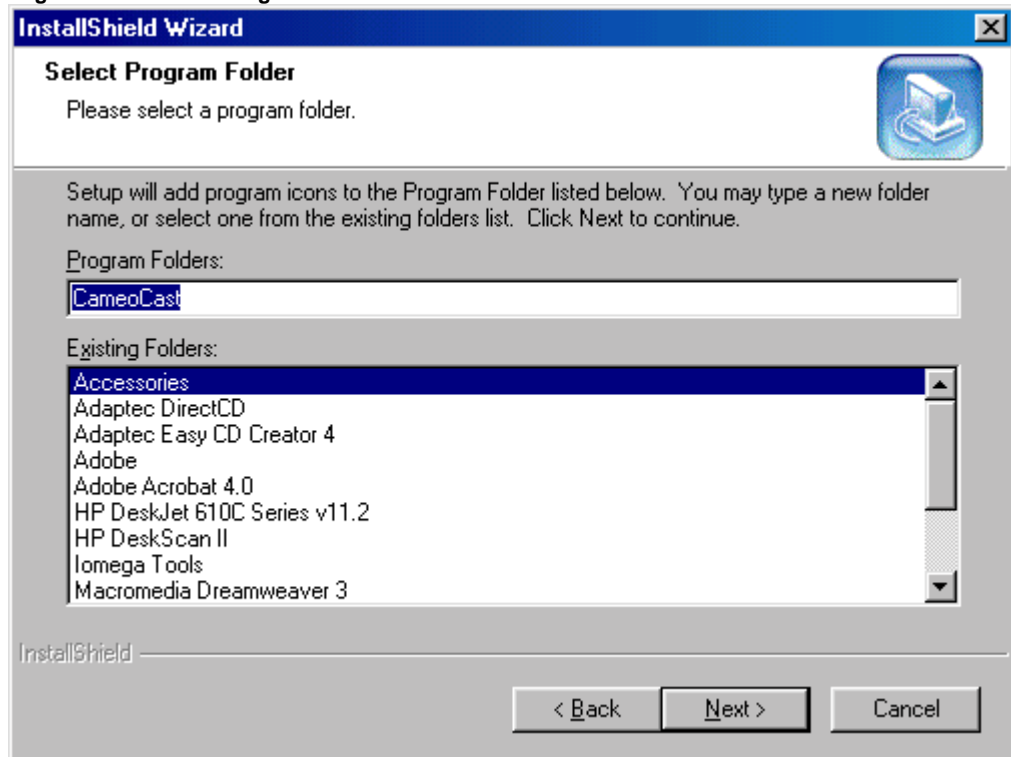 InstallShield Wizard
Select Program Folder
Please select a program folder.
Setup will add program icons to the Program Folder listed below. You may type a new folder
name, or select one from the existing folders list. Click Next to continue.
Program Folders:
CameoCast
Existing Folders:
Accessories
Adaptec DirectCD
Adaptec Easy CD Creator 4
Adobe
Adobe Acrobat 4.0
HP DeskJet 610C Series v11.2
HP DeskScan II
Iomega Tools
Macromedia Dreamweaver 3
InstallShield
< Back
Next >
Cancel